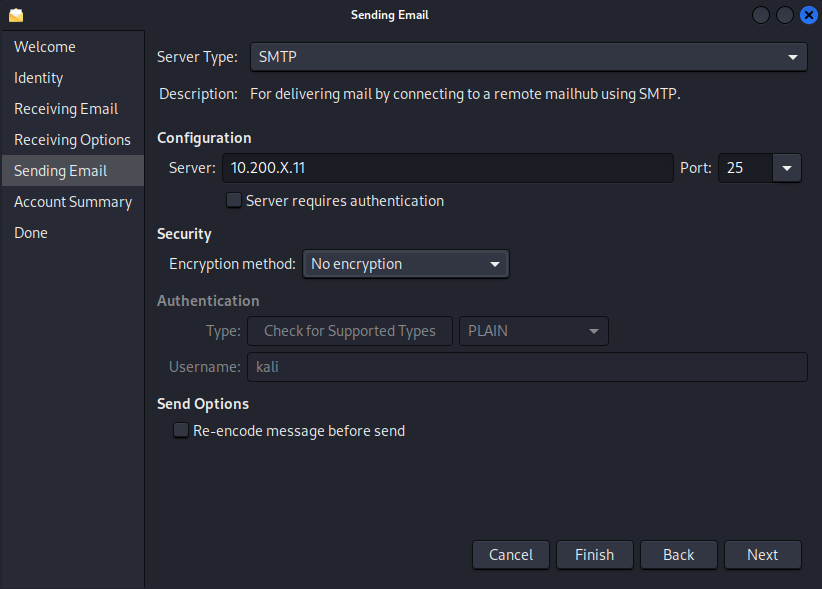 Sending Email
Welcome
Identity
Receiving Email
Receiving Options
Sending Email
Account Summary
Done
Server Type: SMTP
Description: For delivering mail by connecting to a remote mailhub using SMTP.
Configuration
Server: 10.200.X.11 Port: 25
Server requires authentication
Security
Encryption method: No encryption
Authentication
Type: Check for Supported Types PLAIN
Username: kali
Send Options
Re-encode message before send
Cancel Finish Back Next